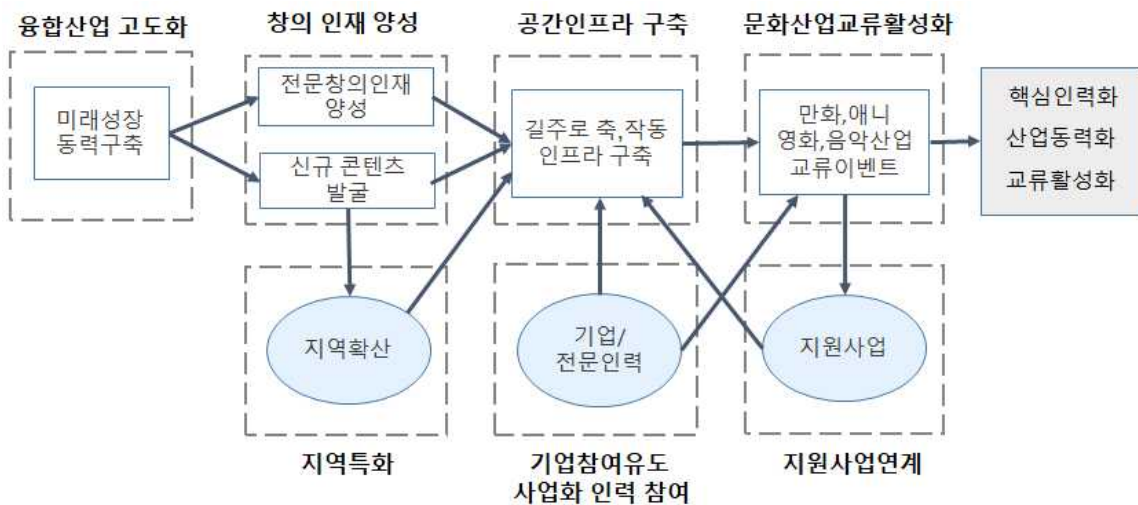 융합산업 고도화
창의 인재 양성
공간인프라 구축
문화산업교류활성화
미래성장
동력구축
전문창의인재
양성
신규 콘텐츠
발굴
길주로 축,작동
인프라 구축
만화,애니
영화,음악산업
교류이벤트
핵심인력화
산업동력화
교류활성화
지역확산
기업/
전문인력
지원사업
지역특화
기업참여유도
사업화 인력 참여
지원사업연계